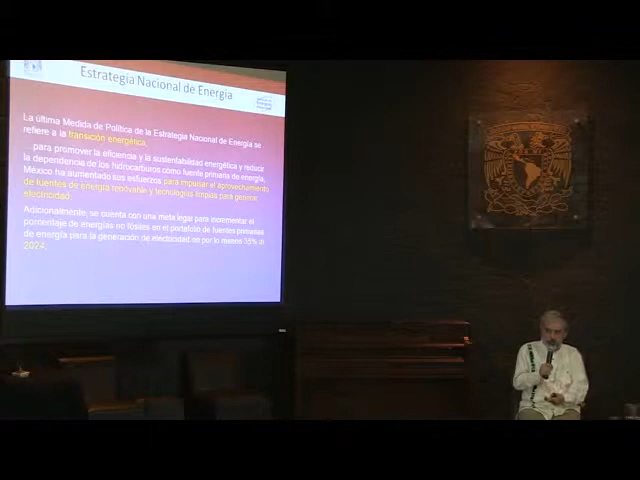 Estrategia Nacional de Energía
La última Medida de Política de la Estrategia Nacional de Energía se
refiere a la transición energética,
...para promover la eficiencia y la sustentabilidad energética y reducir
la dependencia de los hidrocarburos como fuente primaria de energía,
México ha aumentado sus esfuerzos para impulsar el aprovechamiento
de fuentes de energía renovable y tecnologías limpias para generar
electricidad.
Adicionalmente, se cuenta con una meta legal para incrementar el
porcentaje de energías no fósiles en el portafolio de fuentes primarias
de energía para la generación de electricidad en por lo menos 35% al
2024.